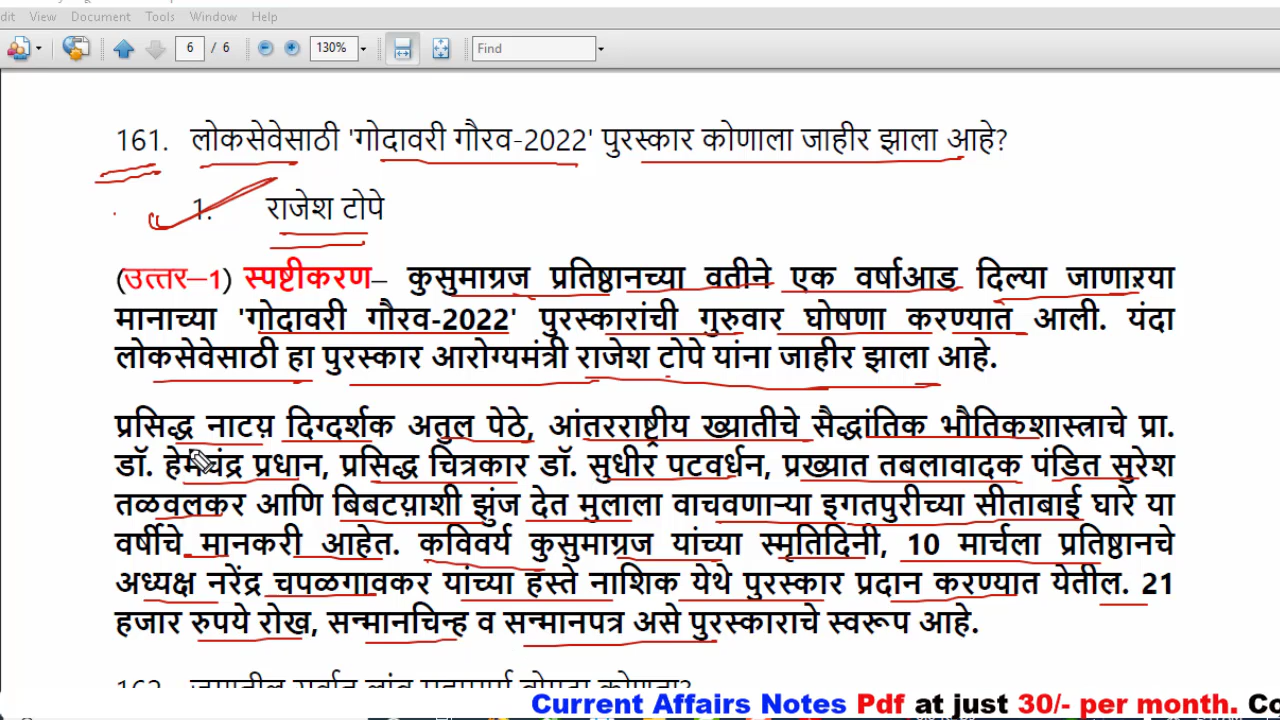 dit View Document Tools Window Help
6 / 6 130% Find
161. लोकसेवेसाठी 'गोदावरी गौरव-2022' पुरस्कार कोणाला जाहीर झाला आहे?
1. राजेश टोपे
(उत्तर–1) स्पष्टीकरण– कुसुमाग्रज प्रतिष्ठानच्या वतीने एक वर्षाआड दिल्या जाणाऱ्या
मानाच्या 'गोदावरी गौरव-2022' पुरस्कारांची गुरुवार घोषणा करण्यात आली. यंदा
लोकसेवेसाठी हा पुरस्कार आरोग्यमंत्री राजेश टोपे यांना जाहीर झाला आहे.
प्रसिद्ध नाटय़ दिग्दर्शक अतुल पेठे, आंतरराष्ट्रीय ख्यातीचे सैद्धांतिक भौतिकशास्त्राचे प्रा.
डॉ. हेमचंद्र प्रधान, प्रसिद्ध चित्रकार डॉ. सुधीर पटवर्धन, प्रख्यात तबलावादक पंडित सुरेश
तळवलकर आणि बिबटय़ाशी झुंज देत मुलाला वाचवणाऱ्या इगतपुरीच्या सीताबाई घारे या
वर्षीचे मानकरी आहेत. कविवर्य कुसुमाग्रज यांच्या स्मृतिदिनी, 10 मार्चला प्रतिष्ठानचे
अध्यक्ष नरेंद्र चपळगावकर यांच्या हस्ते नाशिक येथे पुरस्कार प्रदान करण्यात येतील. 21
हजार रुपये रोख, सन्मानचिन्ह व सन्मानपत्र असे पुरस्काराचे स्वरूप आहे.
Current Affairs Notes Pdf at just 30/- per month. Co